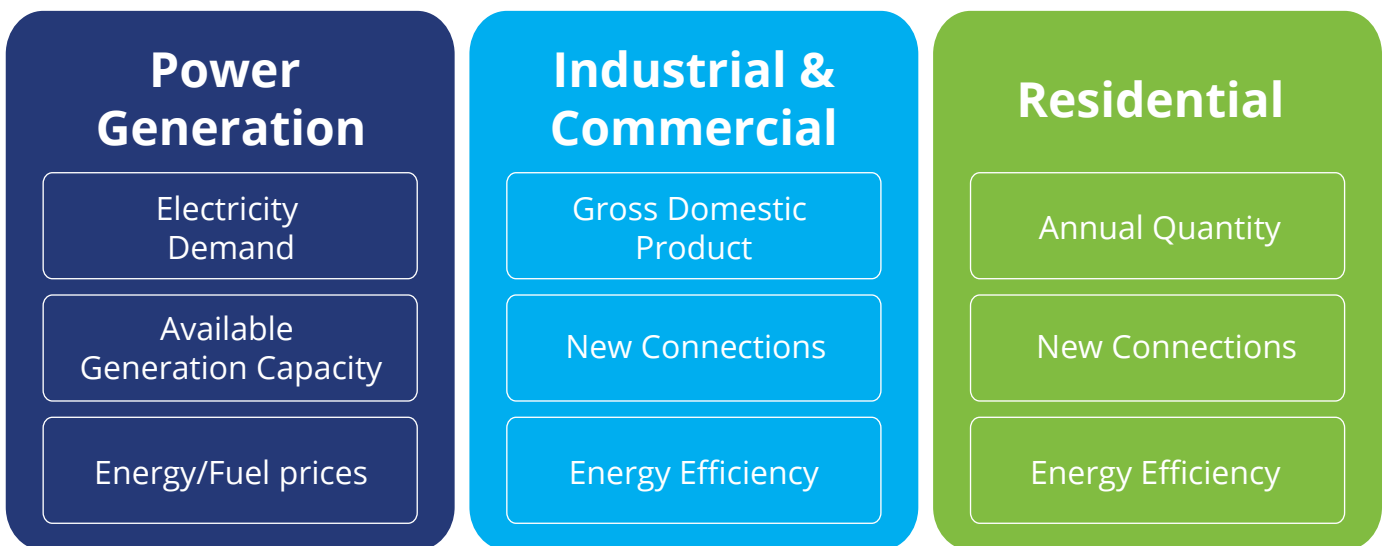 Power
Generation
Electricity
Demand
Available
Generation Capacity
Energy/Fuel prices
Industrial &
Commercial
Gross Domestic
Product
New Connections
Energy Efficiency
Residential
Annual Quantity
New Connections
Energy Efficiency